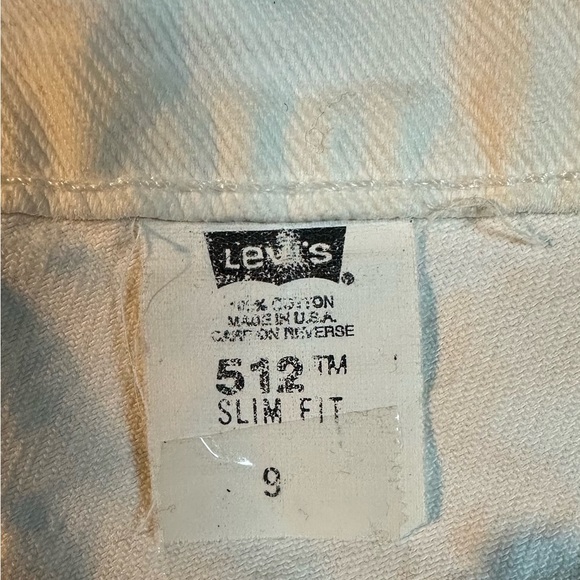 Levi's
100% COTTON
MADE IN U.S.A.
CARE ON REVERSE
512™
SLIM FIT
9